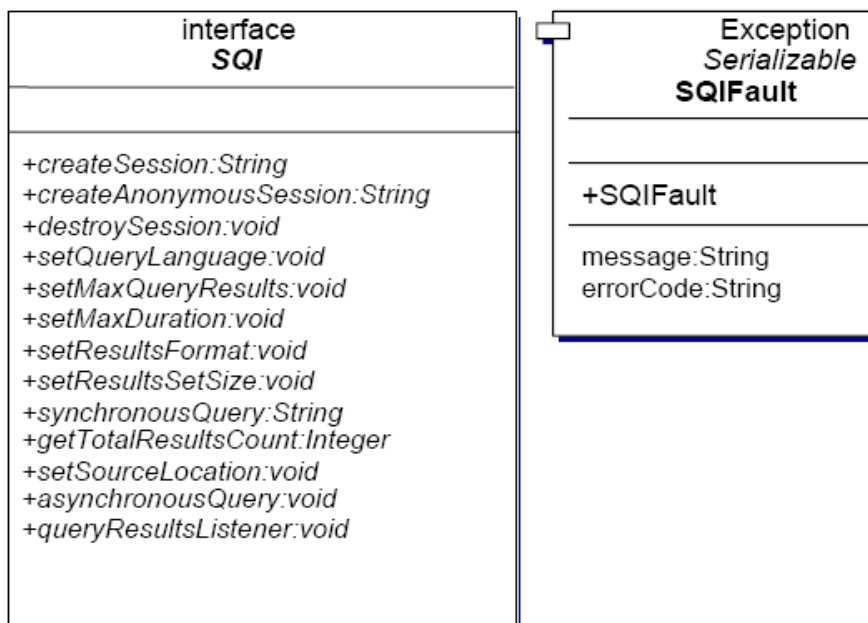 interface
SQI
+createSession:String
+createAnonymousSession:String
+destroySession:void
+setQueryLanguage:void
+setMaxQueryResults:void
+setMaxDuration:void
+setResultsFormat:void
+setResultsSetSize:void
+synchronousQuery:String
+getTotalResultsCount:Integer
+setSourceLocation:void
+asynchronousQuery:void
+queryResultsListener:void
Exception
Serializable
SQIFault
+SQIFault
message:String
errorCode:String